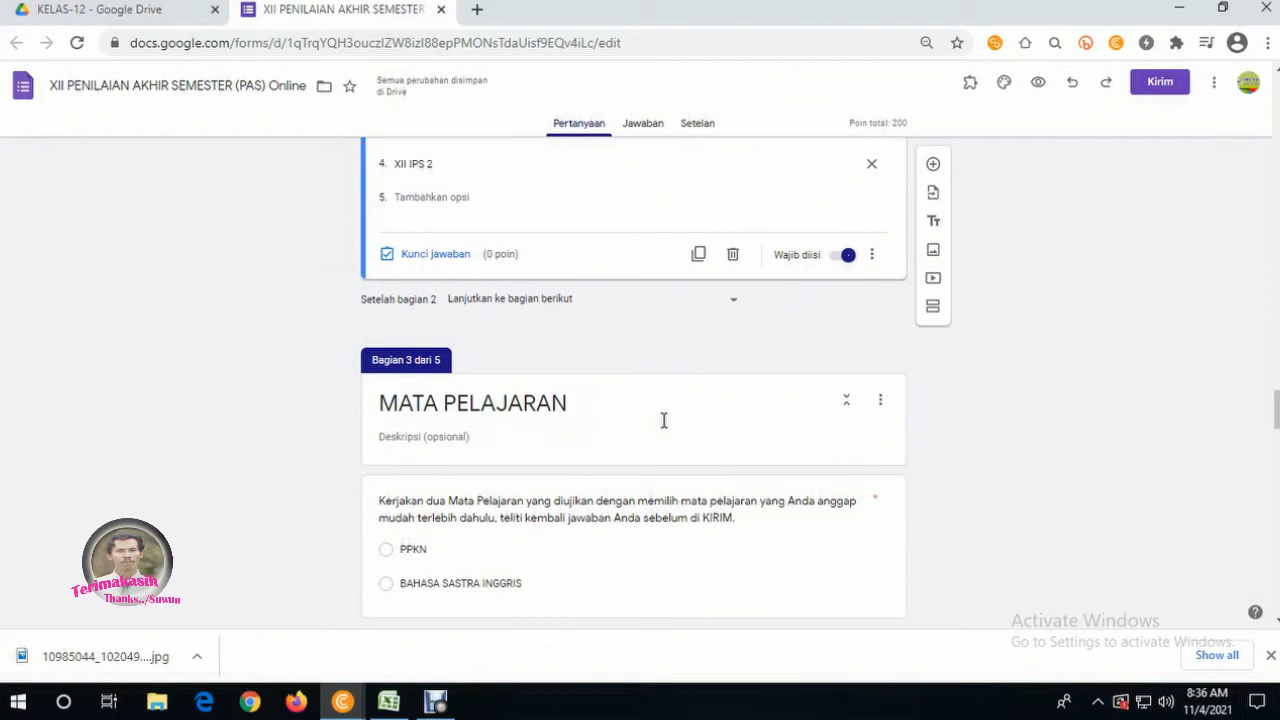 KELAS-12 - Google Drive
XII PENILAIAN AKHIR SEMESTER
docs.google.com/forms/d/1qTrqYQH3ouczlZW8izl88epPMONsTdaUisf9EQv4iLc/edit
XII PENILAIAN AKHIR SEMESTER (PAS) Online
Semua perubahan disimpan
di Drive
Kirim
Pertanyaan
Jawaban
Setelan
Poin total: 200
4. XII IPS 2
5. Tambahkan opsi
Kunci jawaban (0 poin)
Wajib diisi
Setelah bagian 2 Lanjutkan ke bagian berikut
Bagian 3 dari 5
MATA PELAJARAN
Deskripsi (opsional)
Kerjakan dua Mata Pelajaran yang diujikan dengan memilih mata pelajaran yang Anda anggap *
mudah terlebih dahulu, teliti kembali jawaban Anda sebelum di KIRIM.
PPKN
BAHASA SASTRA INGGRIS
Terimakasih
Thanks../Suwun
Activate Windows
Go to Settings to activate Windows.
10985044_102049....jpg
Show all
8:36 AM
11/4/2021